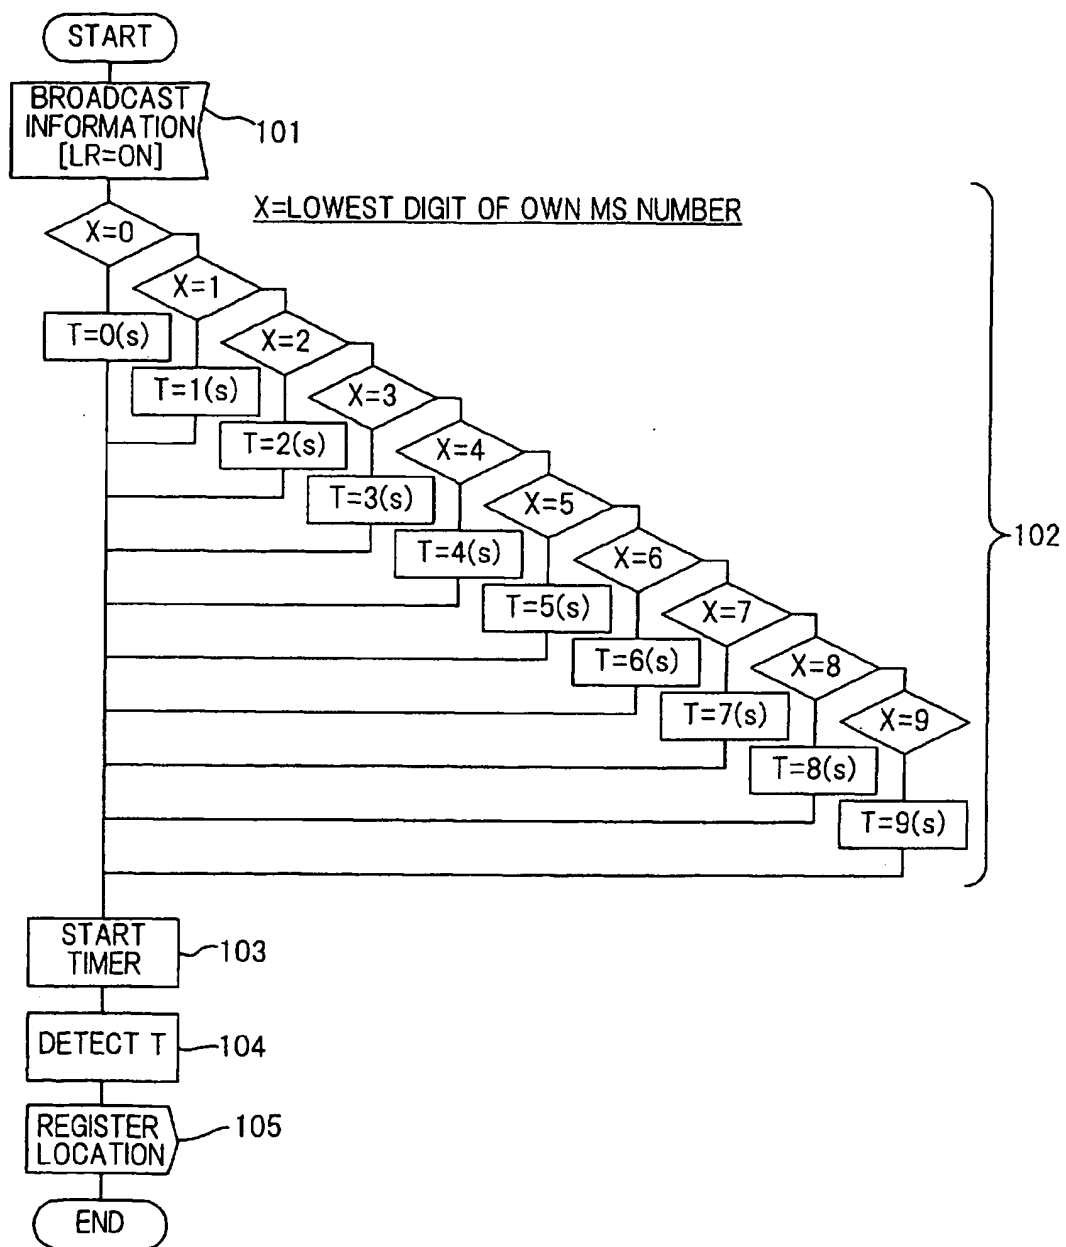 START
BROADCAST
INFORMATION
[LR=ON]
101
X=LOWEST DIGIT OF OWN MS NUMBER
X=0
X=1
T=0(s)
X=2
T=1(s)
X=3
T=2(s)
X=4
T=3(s)
X=5
T=4(s)
X=6
102
T=5(s)
X=7
T=6(s)
X=8
T=7(s)
X=9
T=8(s)
T=9(s)
START
TIMER
103
DETECT T
104
REGISTER
LOCATION
105
END